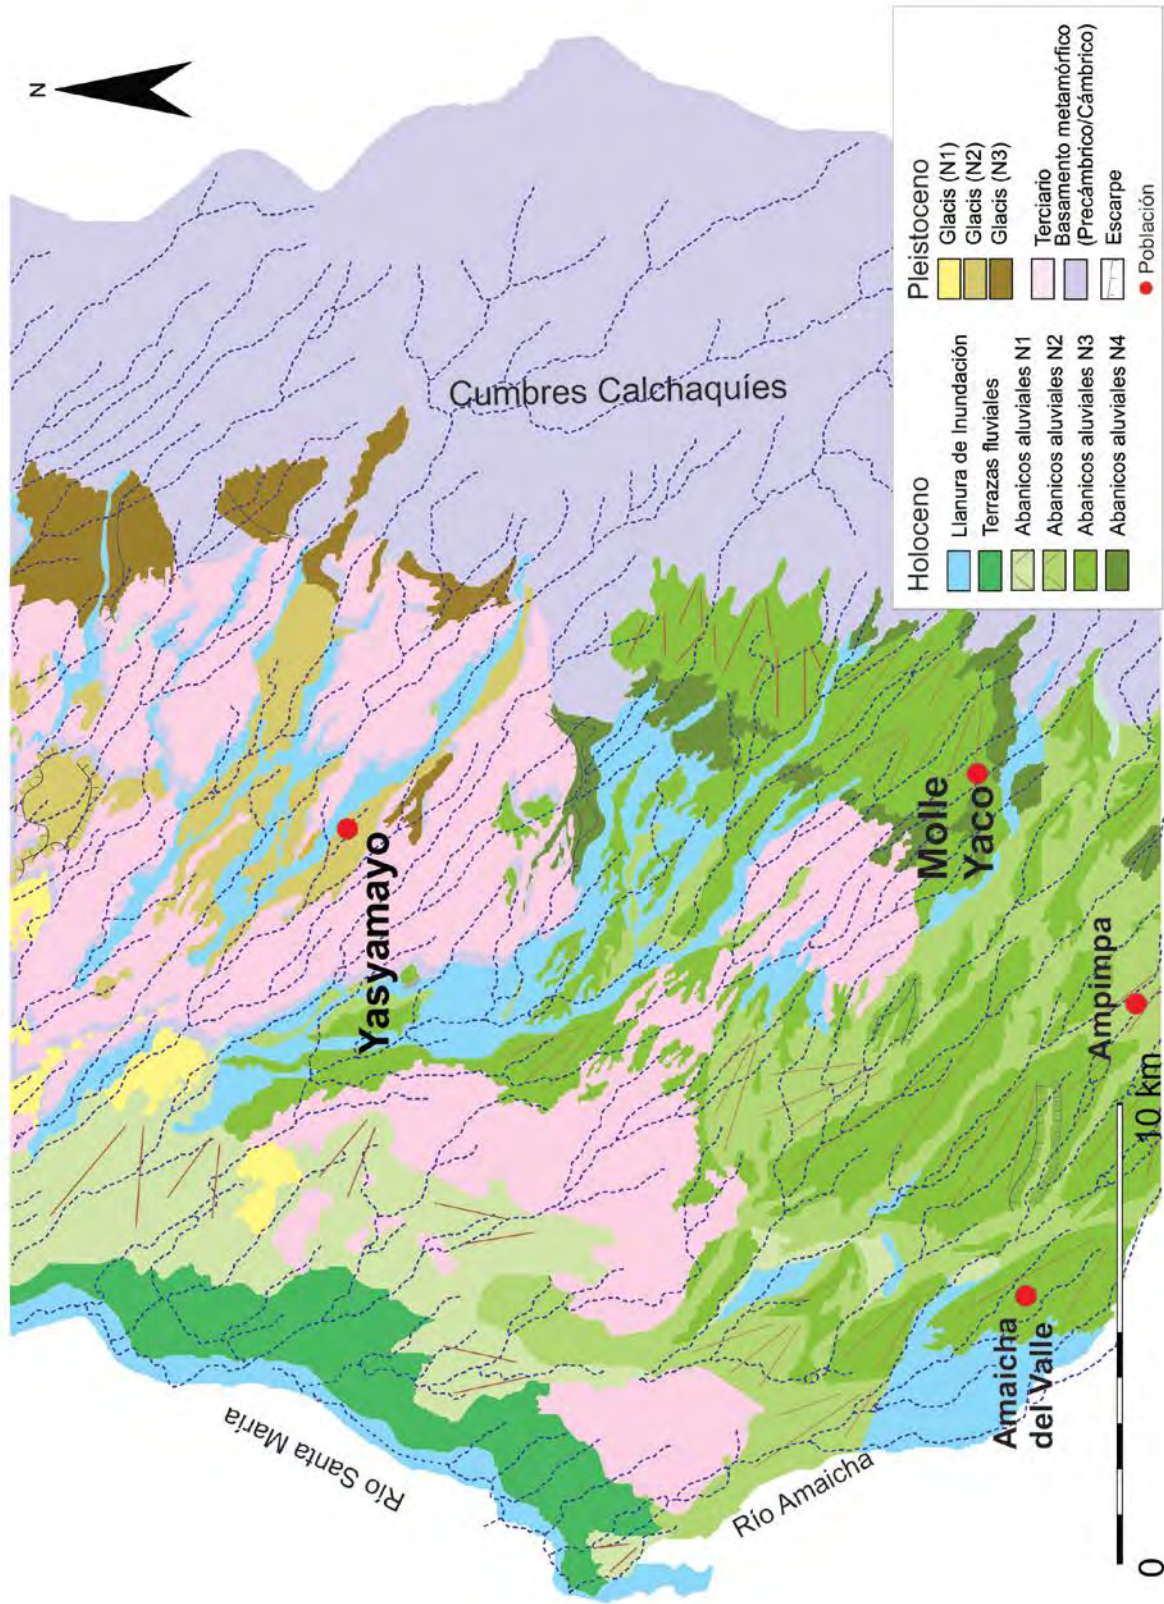 N
Cumbres Calchaquíes
Yasyamayo
Molle
Yaco
Ampimpa
Amaicha
del Valle
Río Santa María
Río Amaicha
0
10 km
Holoceno
Llanura de Inundación
Terrazas fluviales
Abanicos aluviales N1
Abanicos aluviales N2
Abanicos aluviales N3
Abanicos aluviales N4
Pleistoceno
Glacis (N1)
Glacis (N2)
Glacis (N3)
Terciario
Basamento metamórfico
(Precámbrico/Cámbrico)
Escarpe
Población